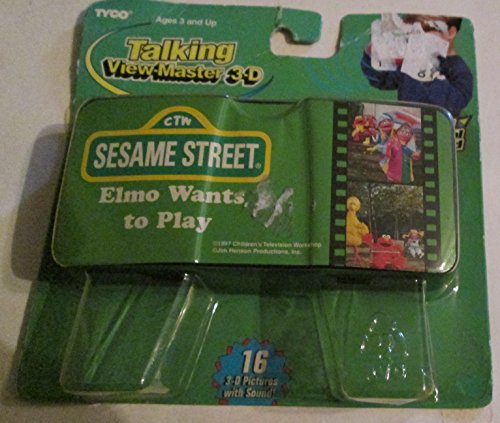 TYCO®
Ages 3 and Up
Talking
View-Master 3-D
CTW
SESAME STREET®
Elmo Wants
to Play
©1997 Children's Television Workshop
©Jim Henson Productions, Inc.
16
3-D Pictures
with Sound!